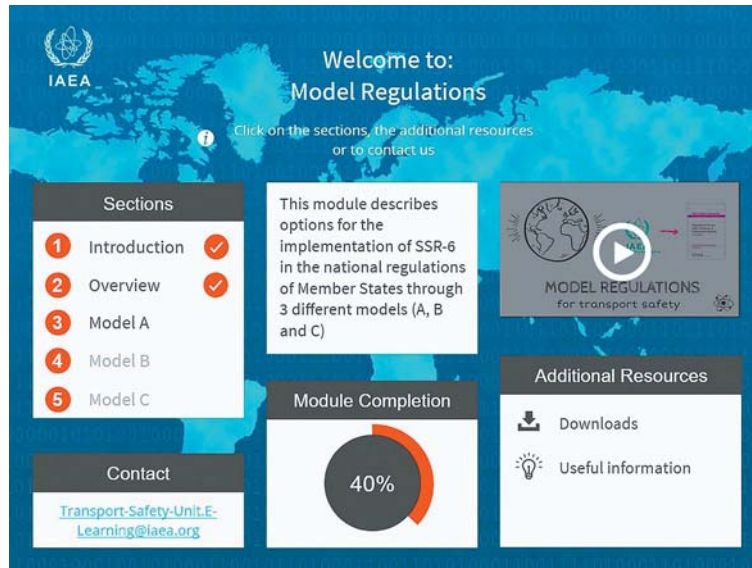 IAEA
Welcome to:
Model Regulations
i
Click on the sections, the additional resources
or to contact us
Sections
1 Introduction
2 Overview
3 Model A
4 Model B
5 Model C
This module describes
options for the
implementation of SSR-6
in the national regulations
of Member States through
3 different models (A, B
and C)
IAEA
MODEL REGULATIONS
for transport safety
Module Completion
40%
Additional Resources
Downloads
Useful information
Contact
Transport-Safety-Unit.E-
Learning@iaea.org